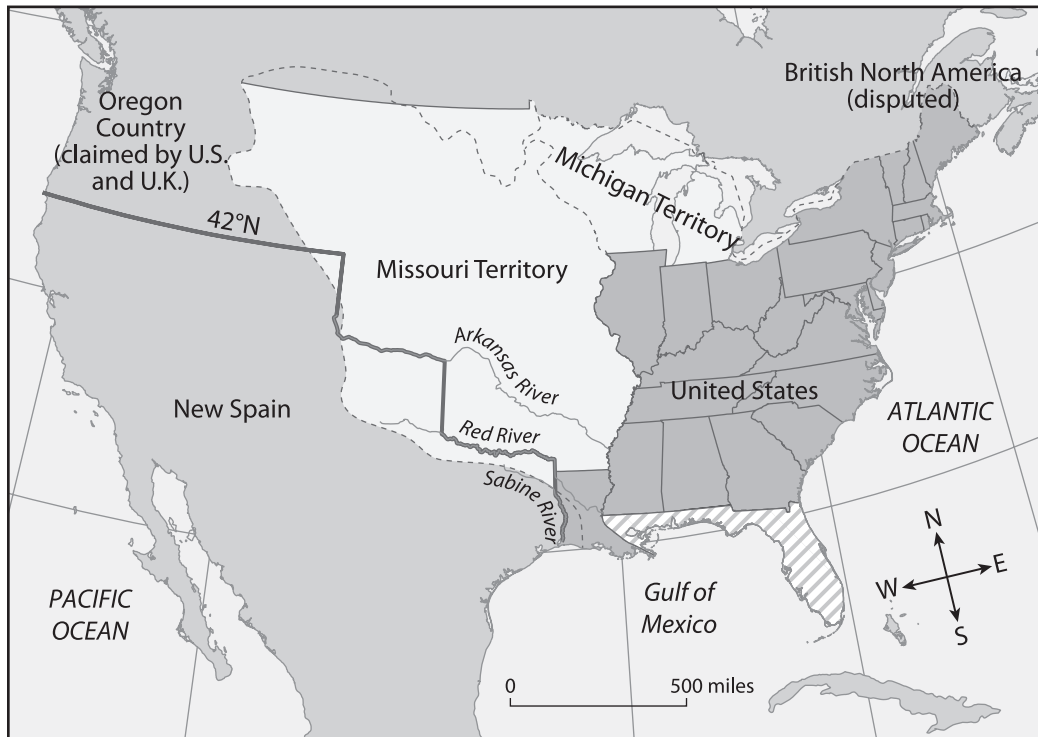 British North America
(disputed)
Oregon
Country
(claimed by U.S.
and U.K.)
Michigan Territory
42°N
Missouri Territory
Arkansas River
United States
New Spain
Red River
ATLANTIC
OCEAN
Sabine River
N
E
W
S
PACIFIC
OCEAN
Gulf of
Mexico
0 500 miles